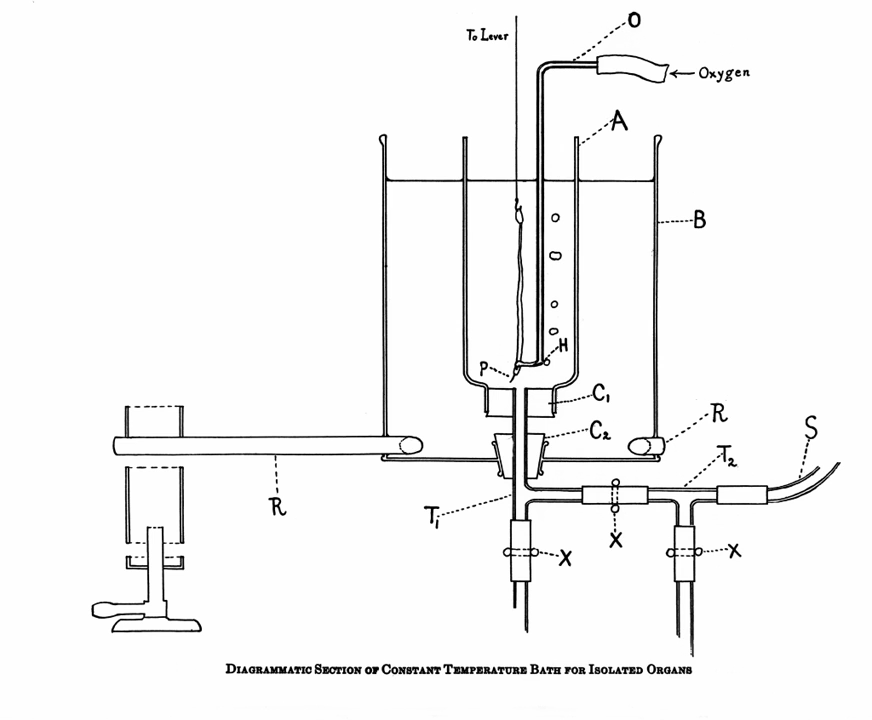 O
To Lever
Oxygen
A
B
H
P
C1
C2
R
R
S
T2
T1
X
X
X
DIAGRAMMATIC SECTION OF CONSTANT TEMPERATURE BATH FOR ISOLATED ORGANS